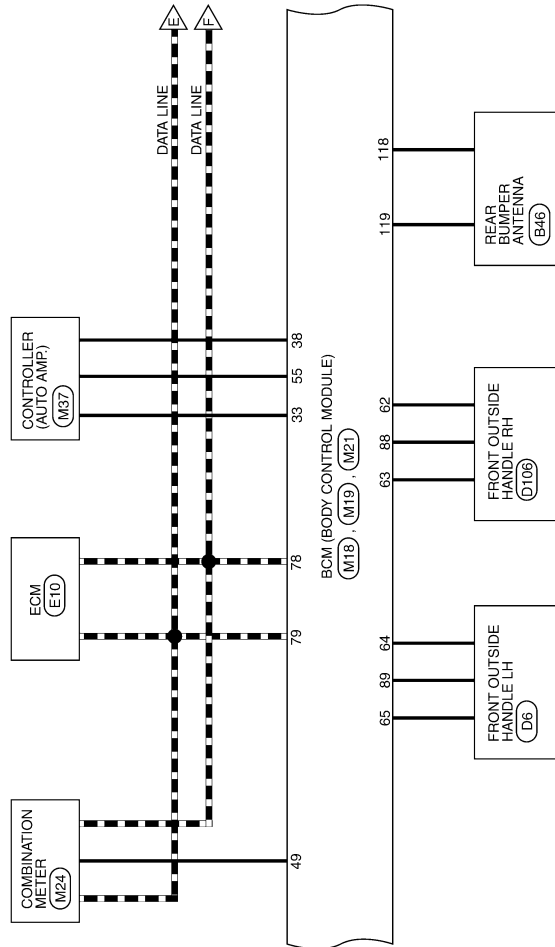 COMBINATION
METER
M24
ECM
E10
CONTROLLER
(AUTO AMP.)
M37
DATA LINE
E
DATA LINE
F
49
79
78
33
55
38
BCM (BODY CONTROL MODULE)
M18 , M19 , M21
65
89
64
63
88
62
119
118
FRONT OUTSIDE
HANDLE LH
D6
FRONT OUTSIDE
HANDLE RH
D106
REAR
BUMPER
ANTENNA
B46